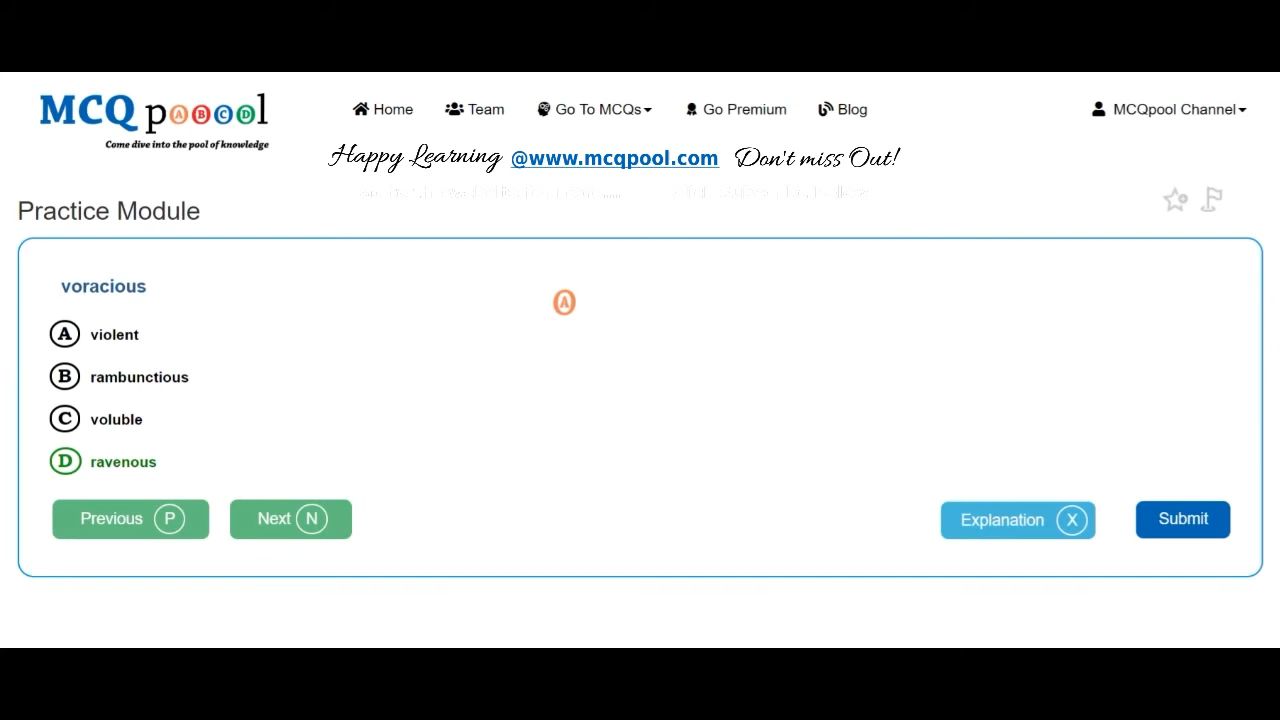 MCQ pooool
Come dive into the pool of knowledge
Home Team Go To MCQs Go Premium Blog MCQpool Channel
Happy Learning @www.mcqpool.com Don't miss Out!
Practice Module
voracious
A
A violent
B rambunctious
C voluble
D ravenous
Previous P Next N Explanation X Submit